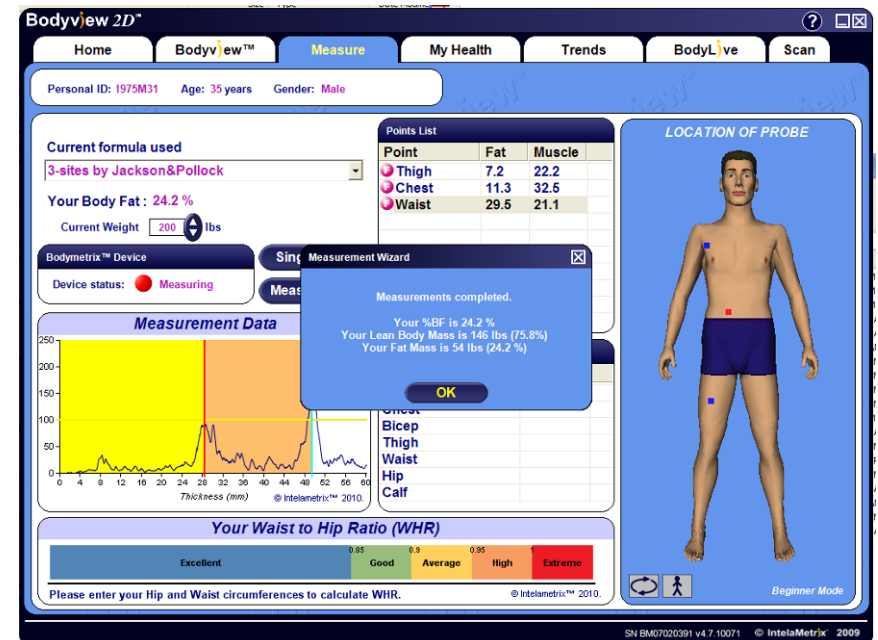 Bodyview 2D™
?
Home Bodyview™ Measure My Health Trends BodyLive Scan
Personal ID: I975M31 Age: 35 years Gender: Male
Current formula used
3-sites by Jackson&Pollock
Your Body Fat : 24.2 %
Current Weight 200 lbs
Bodymetrix™ Device
Device status: Measuring
Sing
Meas
Points List
Point Fat Muscle
Thigh 7.2 22.2
Chest 11.3 32.5
Waist 29.5 21.1
Measurement Wizard
Measurements completed.
Your %BF is 24.2 %
Your Lean Body Mass is 146 lbs (75.8%)
Your Fat Mass is 54 lbs (24.2 %)
OK
Measurement Data
250
200
150
100
50
0
0 4 8 12 16 20 24 28 32 36 40 44 48 52 56 60
Thickness (mm) © Intelametrix™ 2010.
Chest
Bicep
Thigh
Waist
Hip
Calf
LOCATION OF PROBE
Beginner Mode
Your Waist to Hip Ratio (WHR)
0.85 0.9 0.95 1
Excellent Good Average High Extreme
Please enter your Hip and Waist circumferences to calculate WHR. © Intelametrix™ 2010.
SN BM07020391 v4.7.10071 © IntelaMetrix 2009